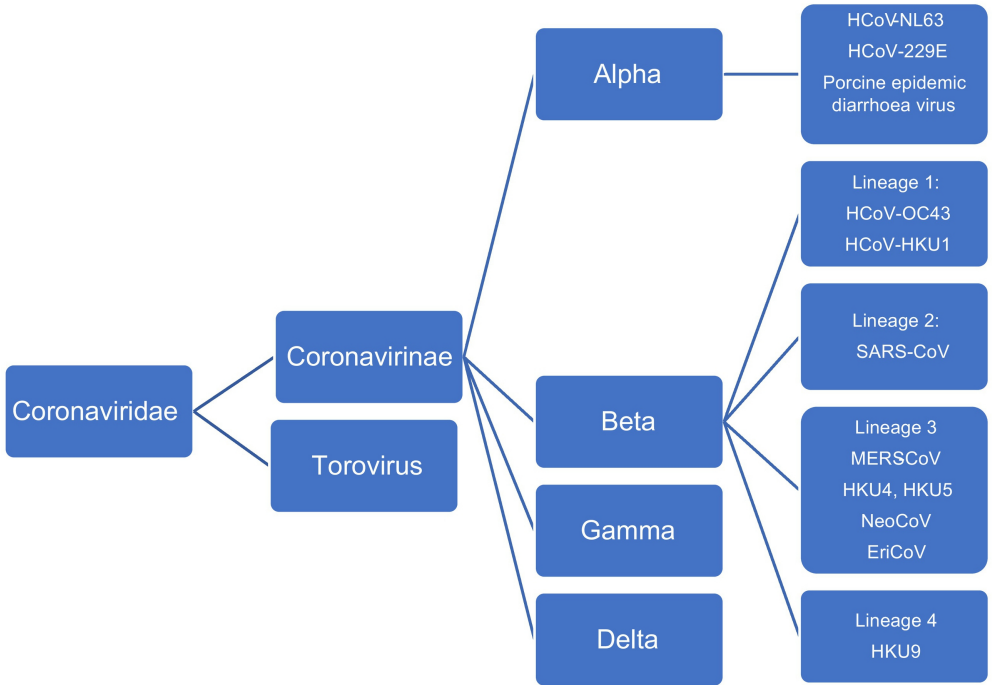 Coronaviridae
Coronavirinae
Torovirus
Alpha
Beta
Gamma
Delta
HCoV-NL63
HCoV-229E
Porcine epidemic
diarrhoea virus
Lineage 1:
HCoV-OC43
HCoV-HKU1
Lineage 2:
SARS-CoV
Lineage 3
MERSCoV
HKU4, HKU5
NeoCoV
EriCoV
Lineage 4
HKU9